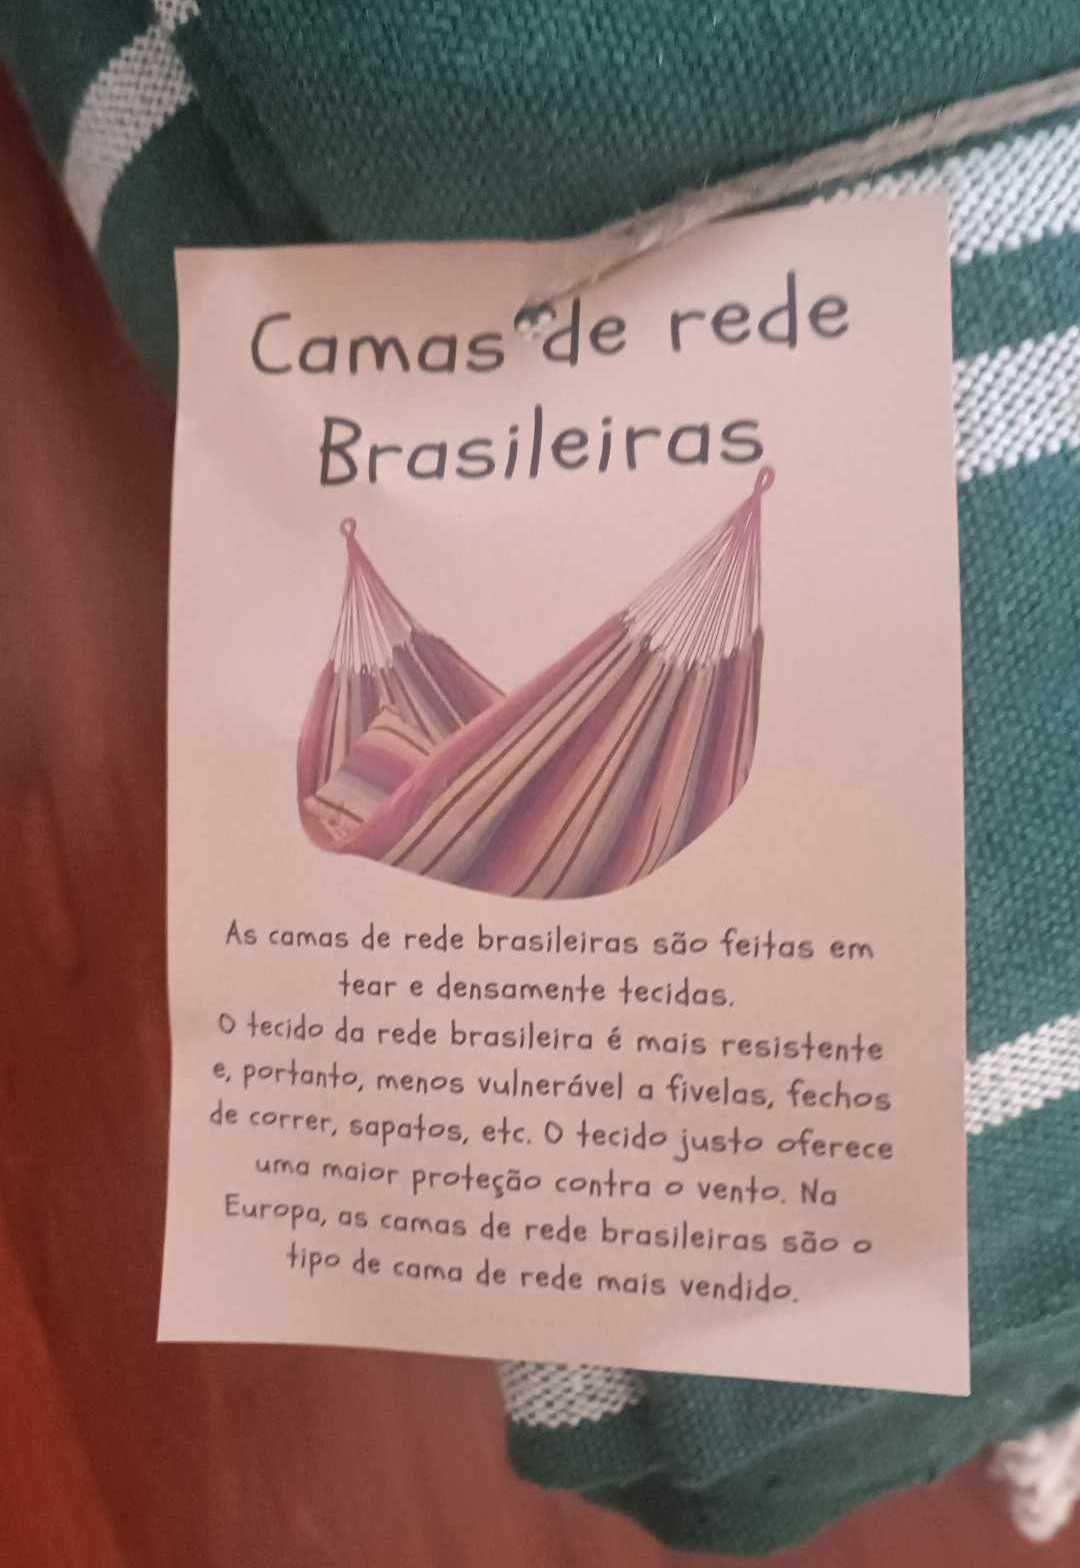 Camas de rede
Brasileiras
As camas de rede brasileiras são feitas em
tear e densamente tecidas.
O tecido da rede brasileira é mais resistente
e, portanto, menos vulnerável a fivelas, fechos
de correr, sapatos, etc. O tecido justo oferece
uma maior proteção contra o vento. Na
Europa, as camas de rede brasileiras são o
tipo de cama de rede mais vendido.